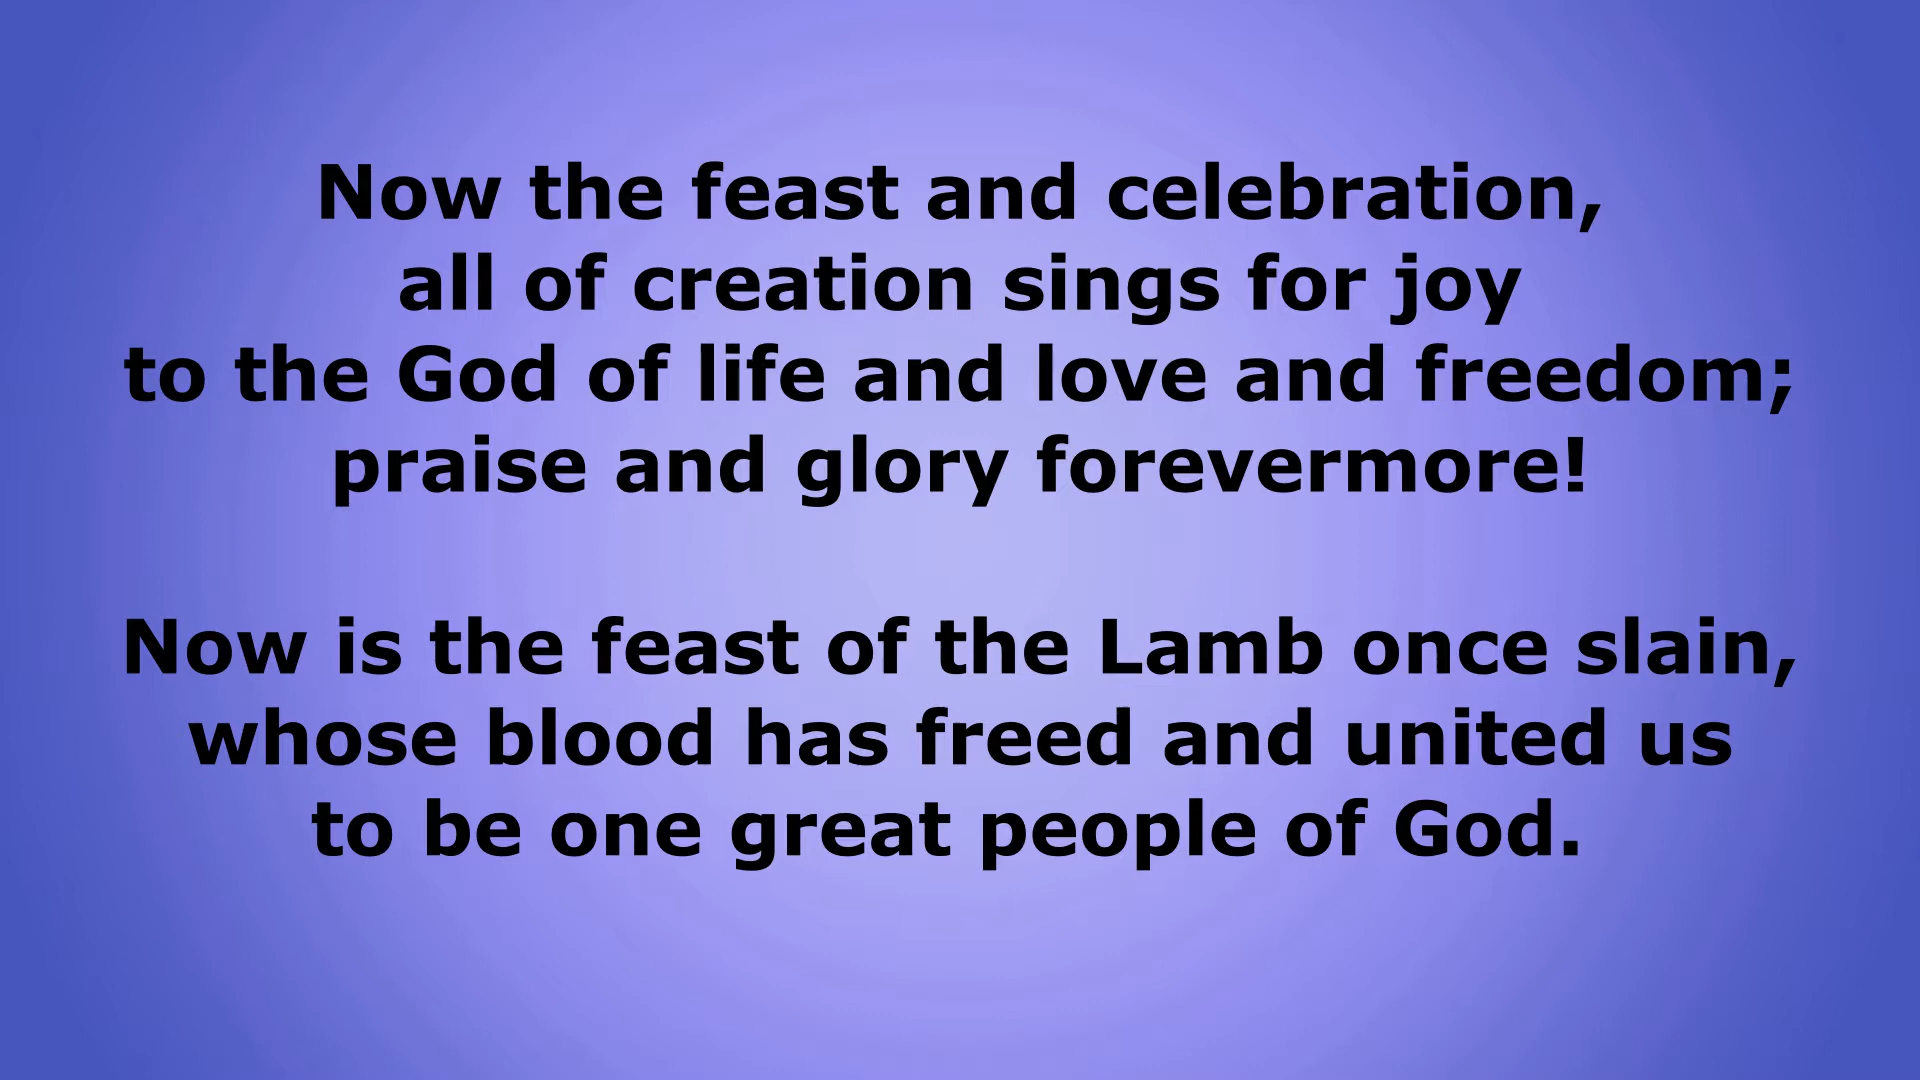 Now the feast and celebration,
all of creation sings for joy
to the God of life and love and freedom;
praise and glory forevermore!
Now is the feast of the Lamb once slain,
whose blood has freed and united us
to be one great people of God.